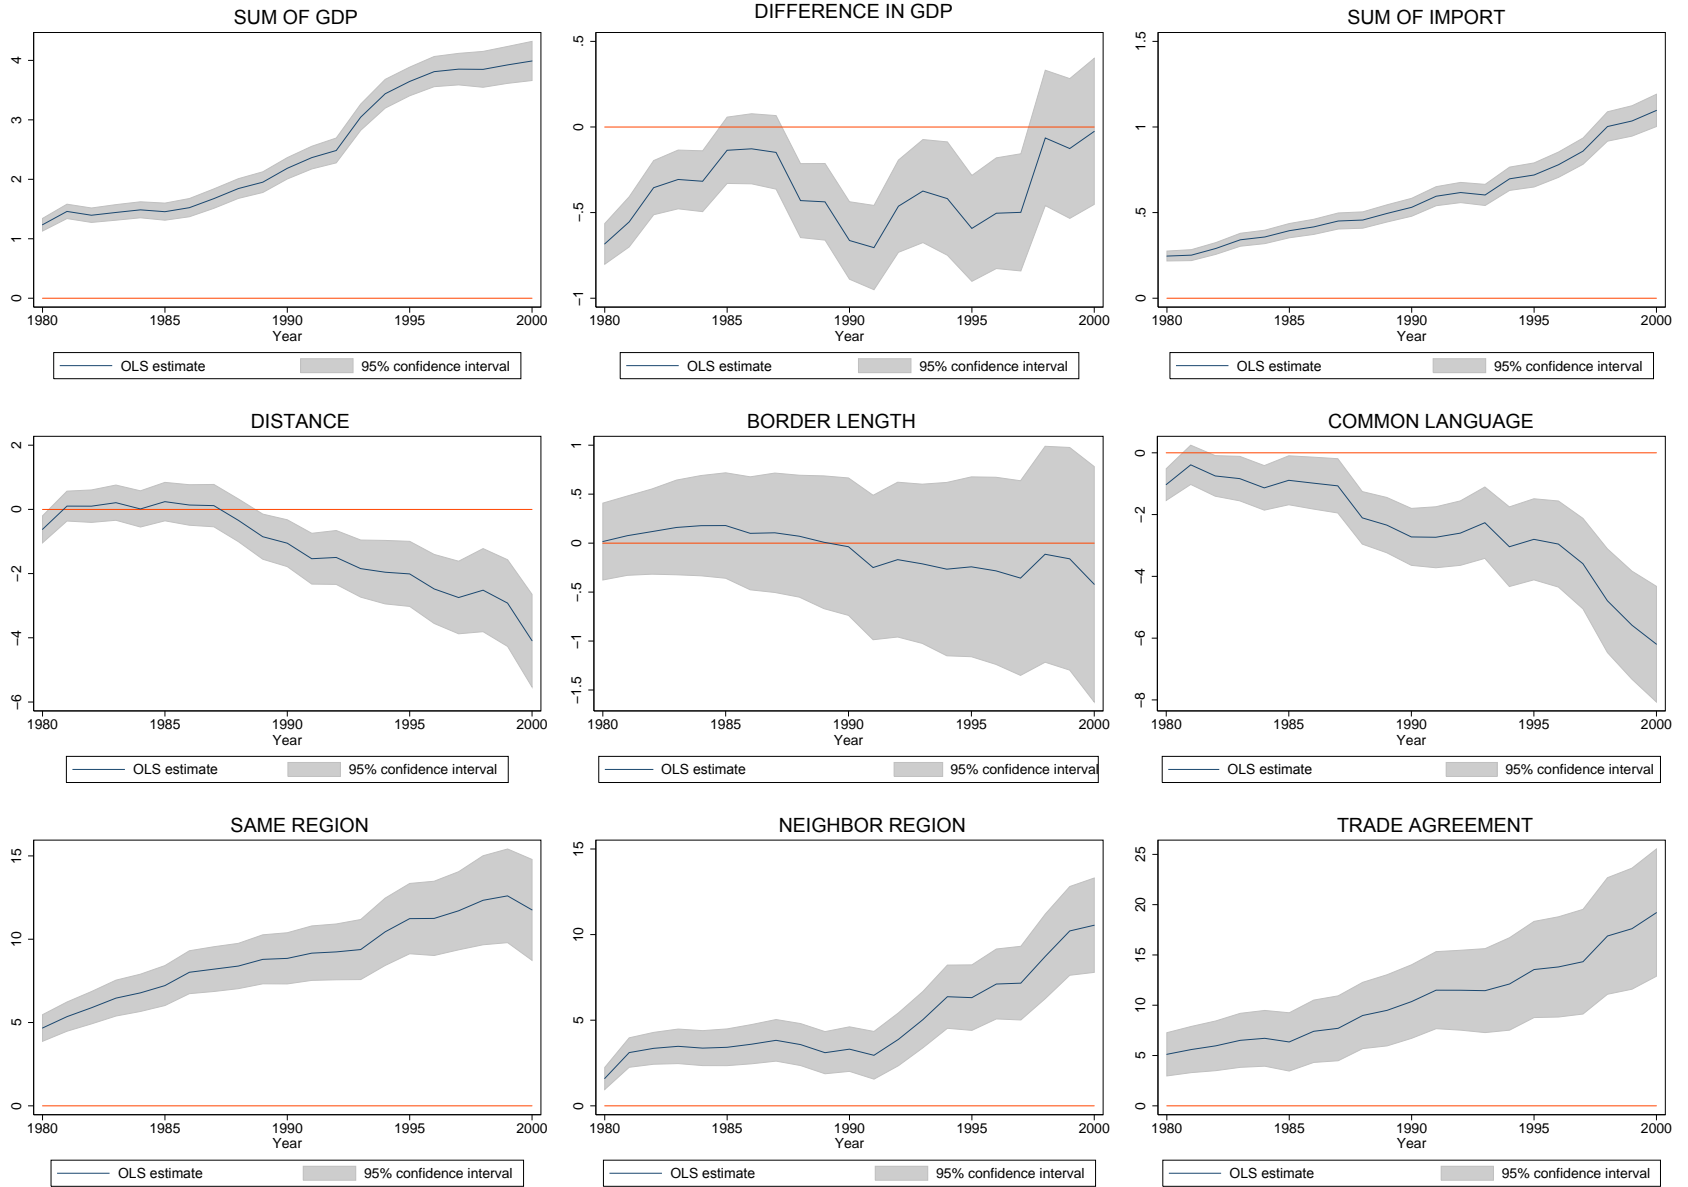 SUM OF GDP
4
3
2
1
0
1980 1985 1990 1995 2000
Year
OLS estimate 95% confidence interval
DIFFERENCE IN GDP
.5
0
-.5
-1
1980 1985 1990 1995 2000
Year
OLS estimate 95% confidence interval
SUM OF IMPORT
1.5
1
.5
0
1980 1985 1990 1995 2000
Year
OLS estimate 95% confidence interval
DISTANCE
2
0
-2
-4
-6
1980 1985 1990 1995 2000
Year
OLS estimate 95% confidence interval
BORDER LENGTH
1
.5
0
-.5
-1
-1.5
1980 1985 1990 1995 2000
Year
OLS estimate 95% confidence interval
COMMON LANGUAGE
0
-2
-4
-6
-8
1980 1985 1990 1995 2000
Year
OLS estimate 95% confidence interval
SAME REGION
15
10
5
0
1980 1985 1990 1995 2000
Year
OLS estimate 95% confidence interval
NEIGHBOR REGION
15
10
5
0
1980 1985 1990 1995 2000
Year
OLS estimate 95% confidence interval
TRADE AGREEMENT
25
20
15
10
5
0
1980 1985 1990 1995 2000
Year
OLS estimate 95% confidence interval